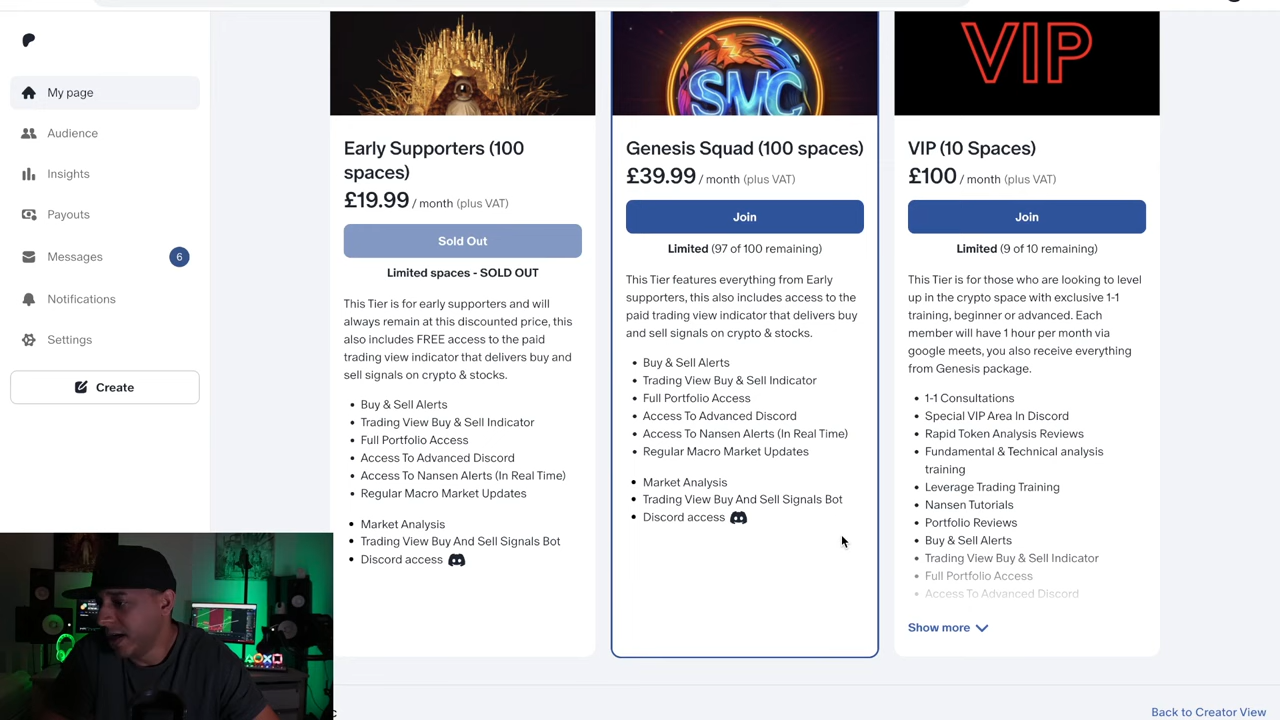 My page
Audience
Insights
Payouts
Messages
6
Notifications
Settings
Create
Early Supporters (100
spaces)
£19.99 / month (plus VAT)
Sold Out
Limited spaces - SOLD OUT
This Tier is for early supporters and will
always remain at this discounted price, this
also includes FREE access to the paid
trading view indicator that delivers buy and
sell signals on crypto & stocks.
• Buy & Sell Alerts
• Trading View Buy & Sell Indicator
• Full Portfolio Access
• Access To Advanced Discord
• Access To Nansen Alerts (In Real Time)
• Regular Macro Market Updates
• Market Analysis
• Trading View Buy And Sell Signals Bot
• Discord access
SMC
Genesis Squad (100 spaces)
£39.99 / month (plus VAT)
Join
Limited (97 of 100 remaining)
This Tier features everything from Early
supporters, this also includes access to the
paid trading view indicator that delivers buy
and sell signals on crypto & stocks.
• Buy & Sell Alerts
• Trading View Buy & Sell Indicator
• Full Portfolio Access
• Access To Advanced Discord
• Access To Nansen Alerts (In Real Time)
• Regular Macro Market Updates
• Market Analysis
• Trading View Buy And Sell Signals Bot
• Discord access
VIP
VIP (10 Spaces)
£100 / month (plus VAT)
Join
Limited (9 of 10 remaining)
This Tier is for those who are looking to level
up in the crypto space with exclusive 1-1
training, beginner or advanced. Each
member will have 1 hour per month via
google meets, you also receive everything
from Genesis package.
• 1-1 Consultations
• Special VIP Area In Discord
• Rapid Token Analysis Reviews
• Fundamental & Technical analysis
training
• Leverage Trading Training
• Nansen Tutorials
• Portfolio Reviews
• Buy & Sell Alerts
• Trading View Buy & Sell Indicator
• Full Portfolio Access
• Access To Advanced Discord
Show more
Back to Creator View